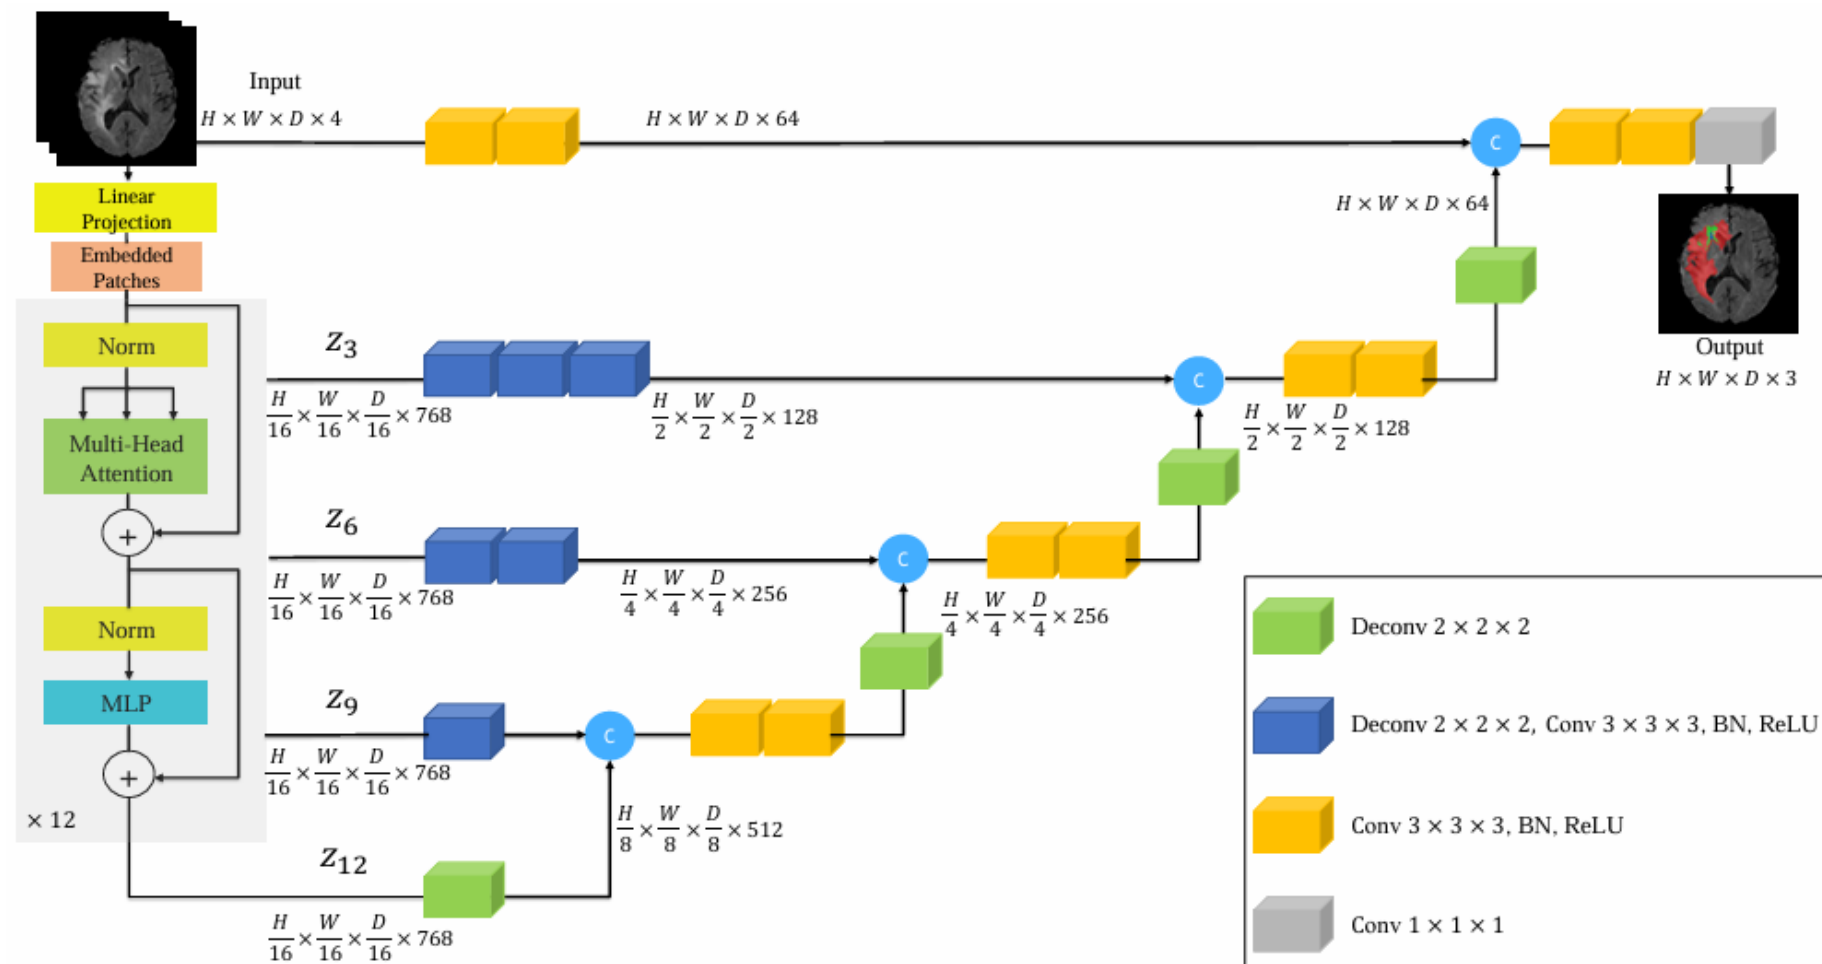 Input
H × W × D × 4
H × W × D × 64
C
H × W × D × 64
Linear
Projection
Embedded
Patches
Norm
Multi-Head
Attention
+
Norm
MLP
+
× 12
z3
H/16 × W/16 × D/16 × 768
H/2 × W/2 × D/2 × 128
C
H/2 × W/2 × D/2 × 128
Output
H × W × D × 3
z6
H/16 × W/16 × D/16 × 768
H/4 × W/4 × D/4 × 256
C
H/4 × W/4 × D/4 × 256
z9
H/16 × W/16 × D/16 × 768
C
H/8 × W/8 × D/8 × 512
z12
H/16 × W/16 × D/16 × 768
Deconv 2 × 2 × 2
Deconv 2 × 2 × 2, Conv 3 × 3 × 3, BN, ReLU
Conv 3 × 3 × 3, BN, ReLU
Conv 1 × 1 × 1